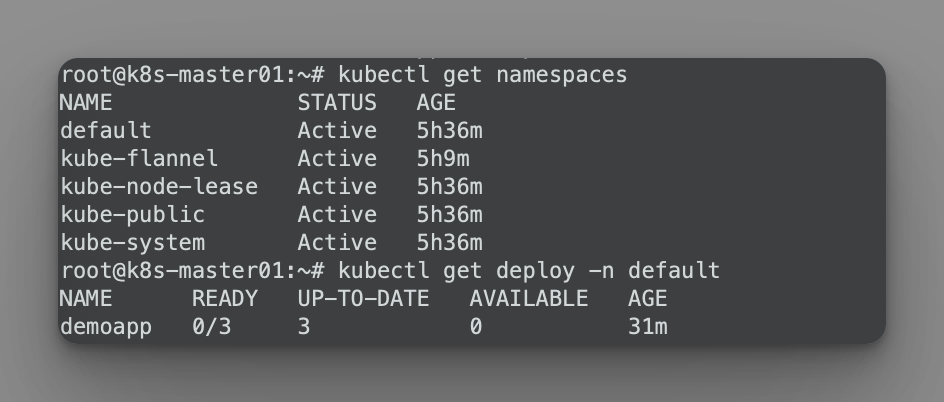 root@k8s-master01:~# kubectl get namespaces
NAME              STATUS   AGE
default           Active   5h36m
kube-flannel      Active   5h9m
kube-node-lease   Active   5h36m
kube-public       Active   5h36m
kube-system       Active   5h36m
root@k8s-master01:~# kubectl get deploy -n default
NAME      READY   UP-TO-DATE   AVAILABLE   AGE
demoapp   0/3     3            0           31m